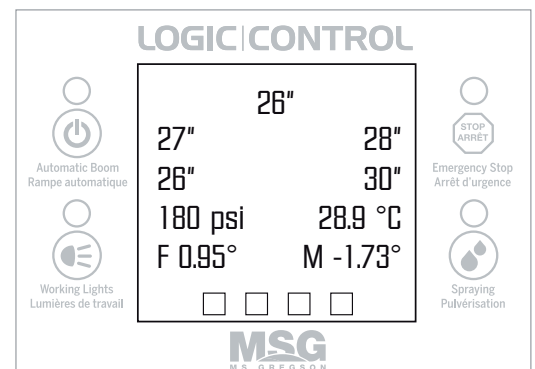 LOGIC|CONTROL
26"
27" 28"
26" 30"
180 psi 28.9 °C
F 0.95° M -1.73°
Automatic Boom
Rampe automatique
STOP
ARRÊT
Emergency Stop
Arrêt d'urgence
Working Lights
Lumières de travail
Spraying
Pulvérisation
MSG
MS GREGSON